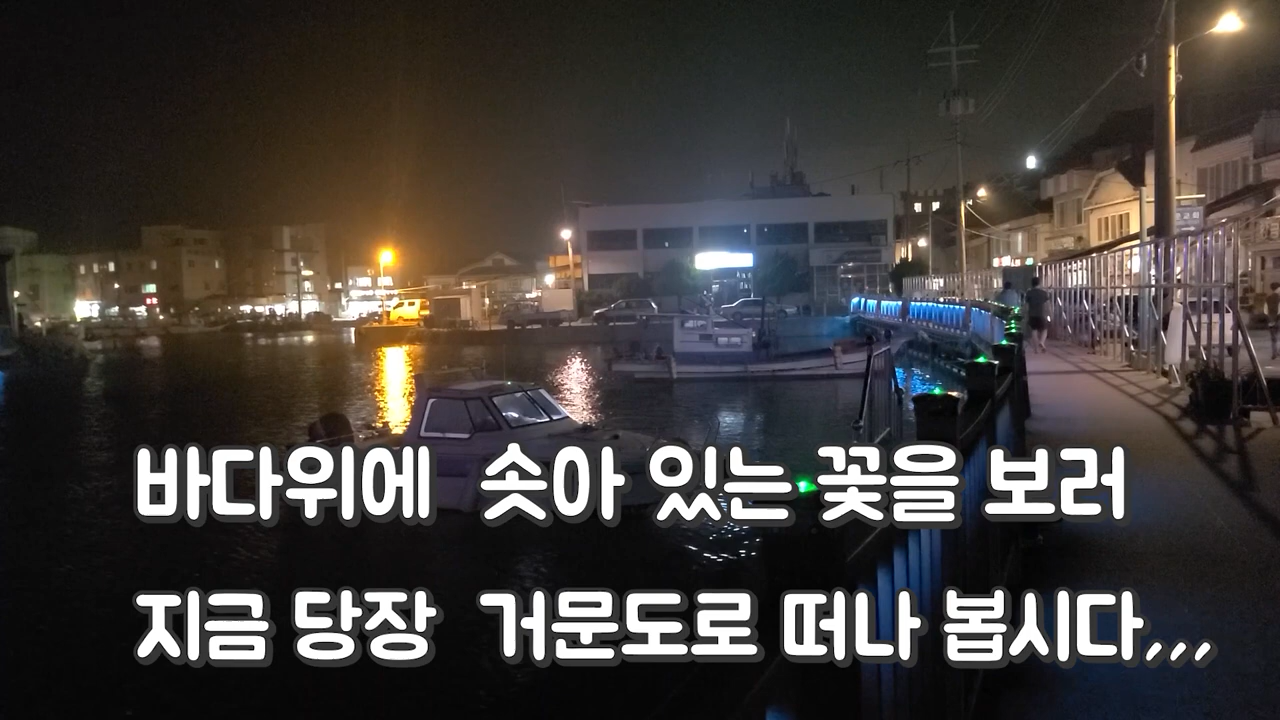 바다위에 솟아 있는 꽃을 보러
지금 당장 거문도로 떠나 봅시다,,,